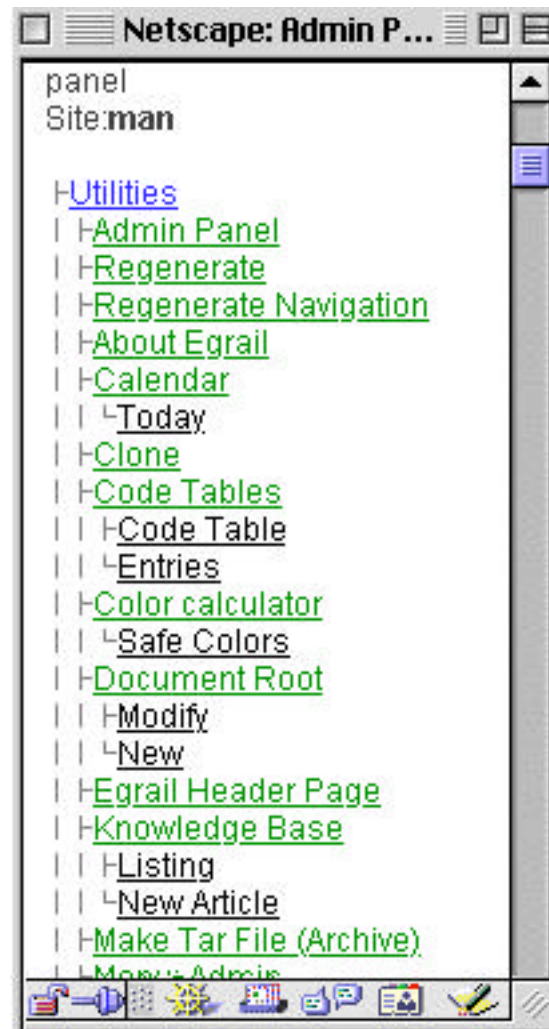 Netscape: Admin P...
panel
Site:man
Utilities
Admin Panel
Regenerate
Regenerate Navigation
About Egrail
Calendar
Today
Clone
Code Tables
Code Table
Entries
Color calculator
Safe Colors
Document Root
Modify
New
Egrail Header Page
Knowledge Base
Listing
New Article
Make Tar File (Archive)